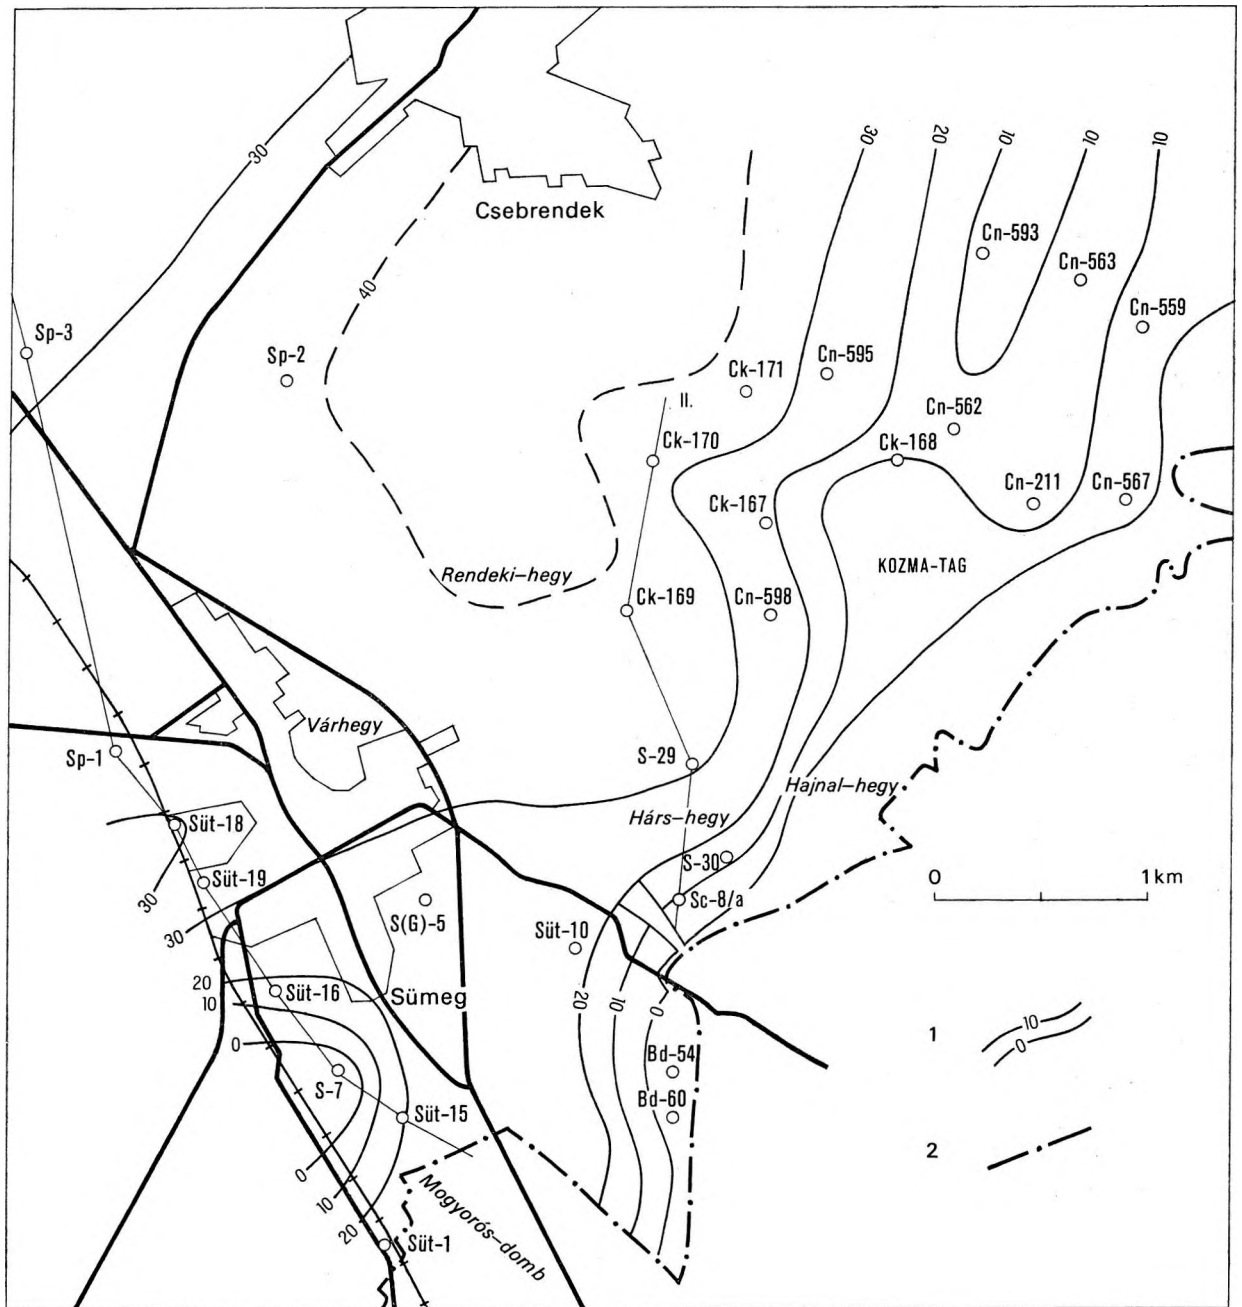 30
Csebrendek
40
30
20
10
10
10
Cn-593
Cn-563
Cn-559
Sp-3
Sp-2
Ck-171
Cn-595
II.
Ck-170
Cn-562
Ck-168
Ck-167
Cn-211
Cn-567
KOZMA-TAG
Rendeki-hegy
Ck-169
Cn-598
Várhegy
Sp-1
S-29
Hajnal-hegy
Hárs-hegy
Süt-18
S-30
Süt-19
30
Sc-8/a
0 1km
30
S(G)-5
Süt-10
20
Süt-16
Sümeg
10
20
10
0
0
1
10
0
Bd-54
S-7
Bd-60
Süt-15
2
0
10
20
Mogyorós-domb
Süt-1